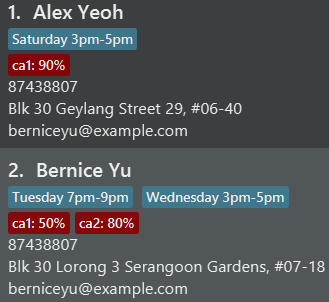 1. Alex Yeoh
Saturday 3pm-5pm
ca1: 90%
87438807
Blk 30 Geylang Street 29, #06-40
berniceyu@example.com
2. Bernice Yu
Tuesday 7pm-9pm Wednesday 3pm-5pm
ca1: 50% ca2: 80%
87438807
Blk 30 Lorong 3 Serangoon Gardens, #07-18
berniceyu@example.com